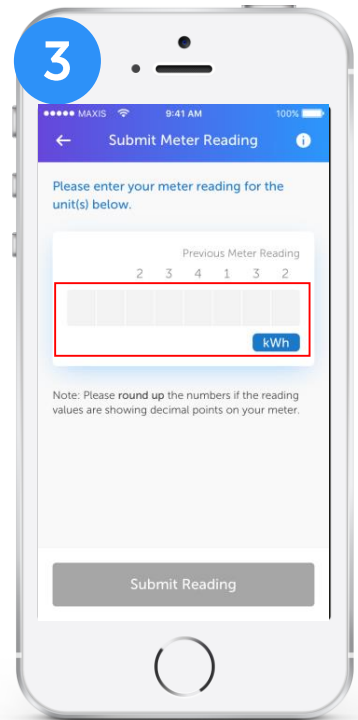 3
MAXIS 9:41 AM 100%
Submit Meter Reading i
Please enter your meter reading for the
unit(s) below.
Previous Meter Reading
2 3 4 1 3 2
kWh
Note: Please round up the numbers if the reading
values are showing decimal points on your meter.
Submit Reading